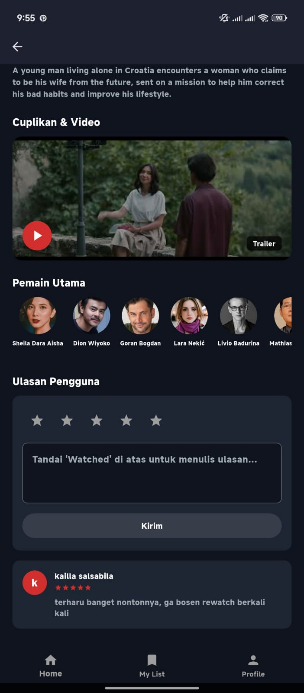 9:55
90
A young man living alone in Croatia encounters a woman who claims
to be his wife from the future, sent on a mission to help him correct
his bad habits and improve his lifestyle.
Cuplikan & Video
Trailer
Pemain Utama
Sheila Dara Aisha
Dion Wiyoko
Goran Bogdan
Lara Nekić
Livio Badurina
Mathias
Ulasan Pengguna
Tandai 'Watched' di atas untuk menulis ulasan...
Kirim
k
kailla salsabila
terharu banget nontonnya, ga bosen rewatch berkali
kali
Home
My List
Profile